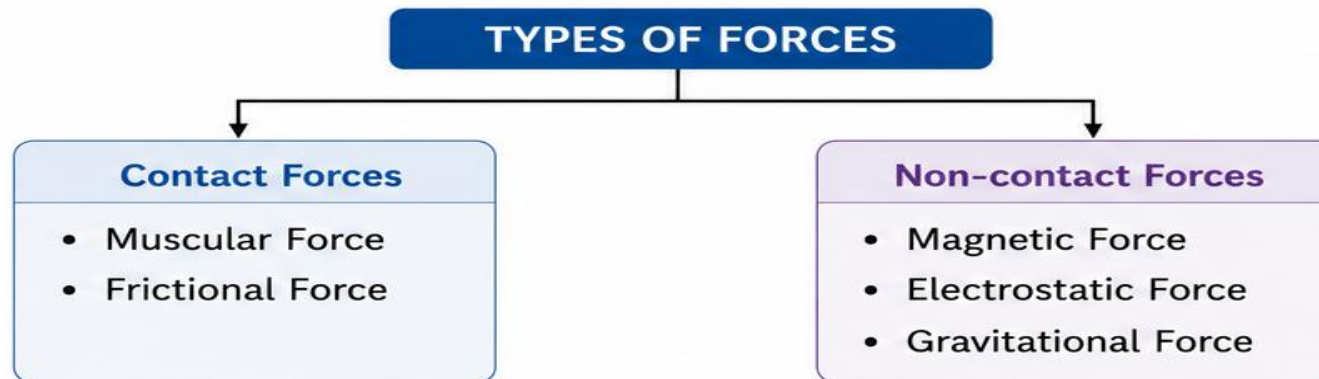 TYPES OF FORCES
Contact Forces
• Muscular Force
• Frictional Force
Non-contact Forces
• Magnetic Force
• Electrostatic Force
• Gravitational Force